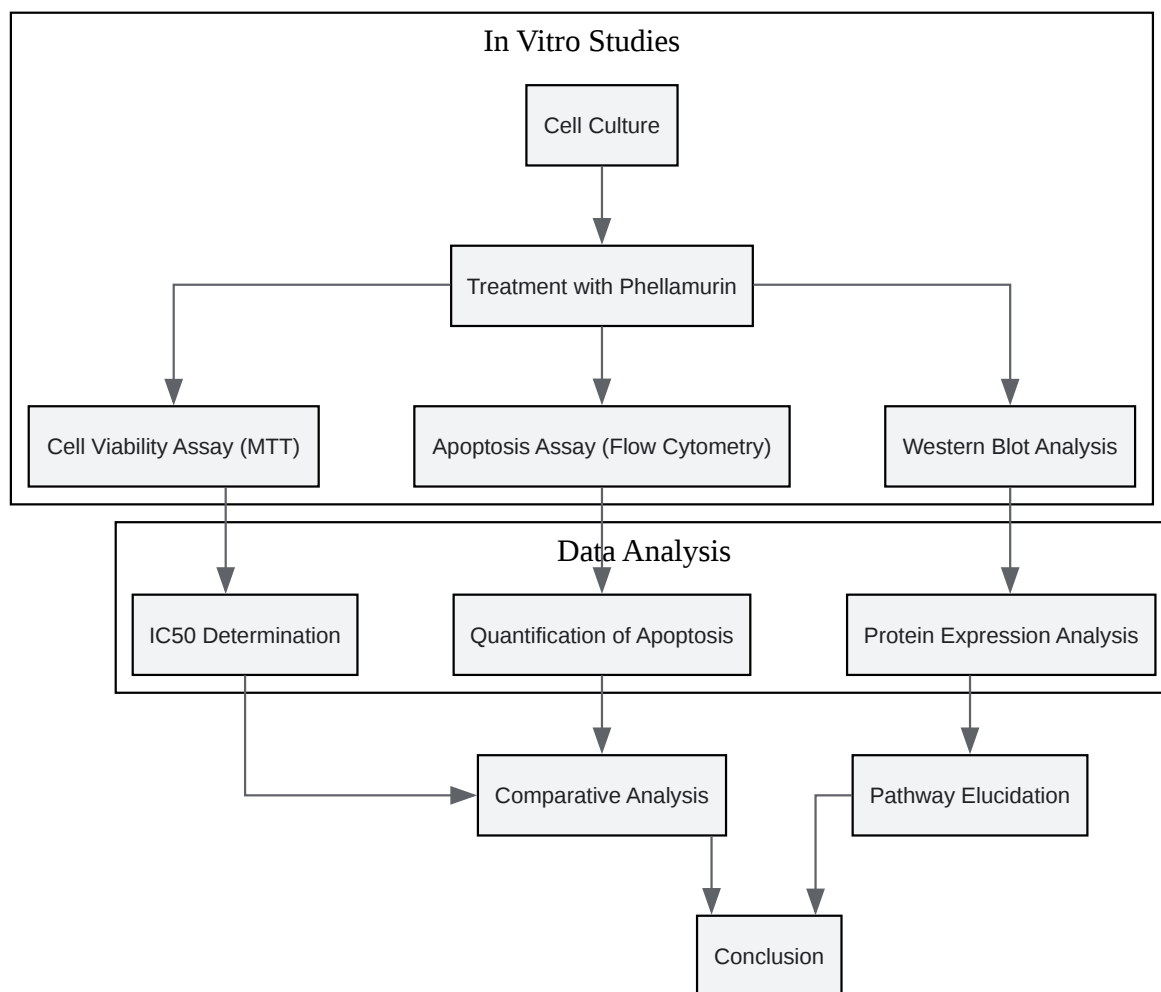 In Vitro Studies
Cell Culture
Treatment with Phellamurin
Cell Viability Assay (MTT)
Apoptosis Assay (Flow Cytometry)
Western Blot Analysis
Data Analysis
IC50 Determination
Quantification of Apoptosis
Protein Expression Analysis
Comparative Analysis
Pathway Elucidation
Conclusion